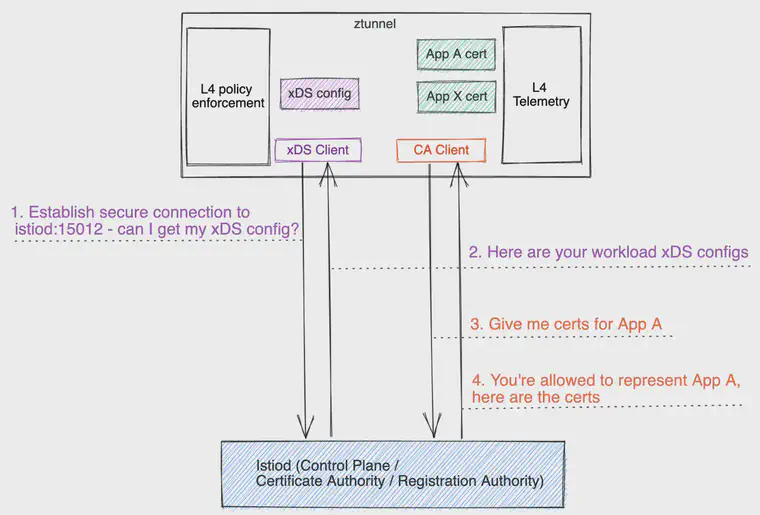 ztunnel
L4 policy
enforcement
xDS config
App A cert
App X cert
L4
Telemetry
xDS Client
CA Client
1. Establish secure connection to
istiod:15012 - can I get my xDS config?
2. Here are your workload xDS configs
3. Give me certs for App A
4. You're allowed to represent App A,
here are the certs
Istiod (Control Plane /
Certificate Authority / Registration Authority)